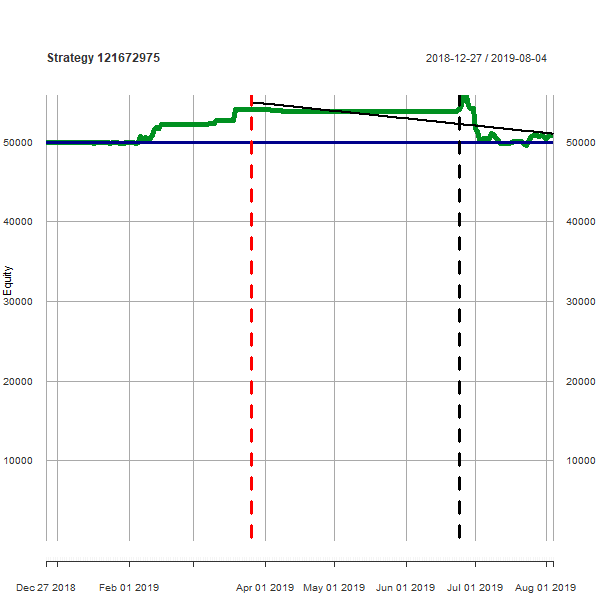 Strategy 121672975
2018-12-27 / 2019-08-04
50000 50000
40000 40000
Equity
30000 30000
20000 20000
10000 10000
Dec 27 2018 Feb 01 2019 Apr 01 2019 May 01 2019 Jun 01 2019 Jul 01 2019 Aug 01 2019